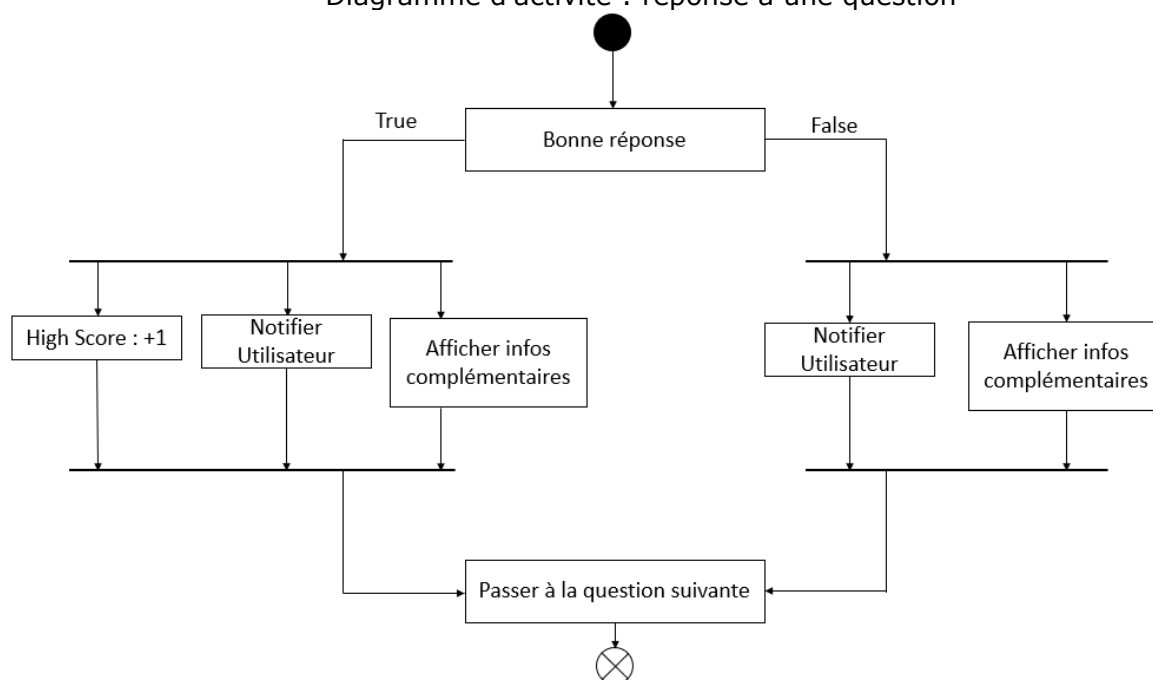 Diagramme d'activité : réponse à une question
True
False
Bonne réponse
High Score : +1
Notifier
Utilisateur
Afficher infos
complémentaires
Notifier
Utilisateur
Afficher infos
complémentaires
Passer à la question suivante